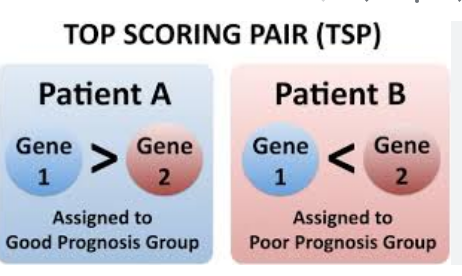 TOP SCORING PAIR (TSP)
Patient A
Gene 1 > Gene 2
Assigned to
Good Prognosis Group
Patient B
Gene 1 < Gene 2
Assigned to
Poor Prognosis Group